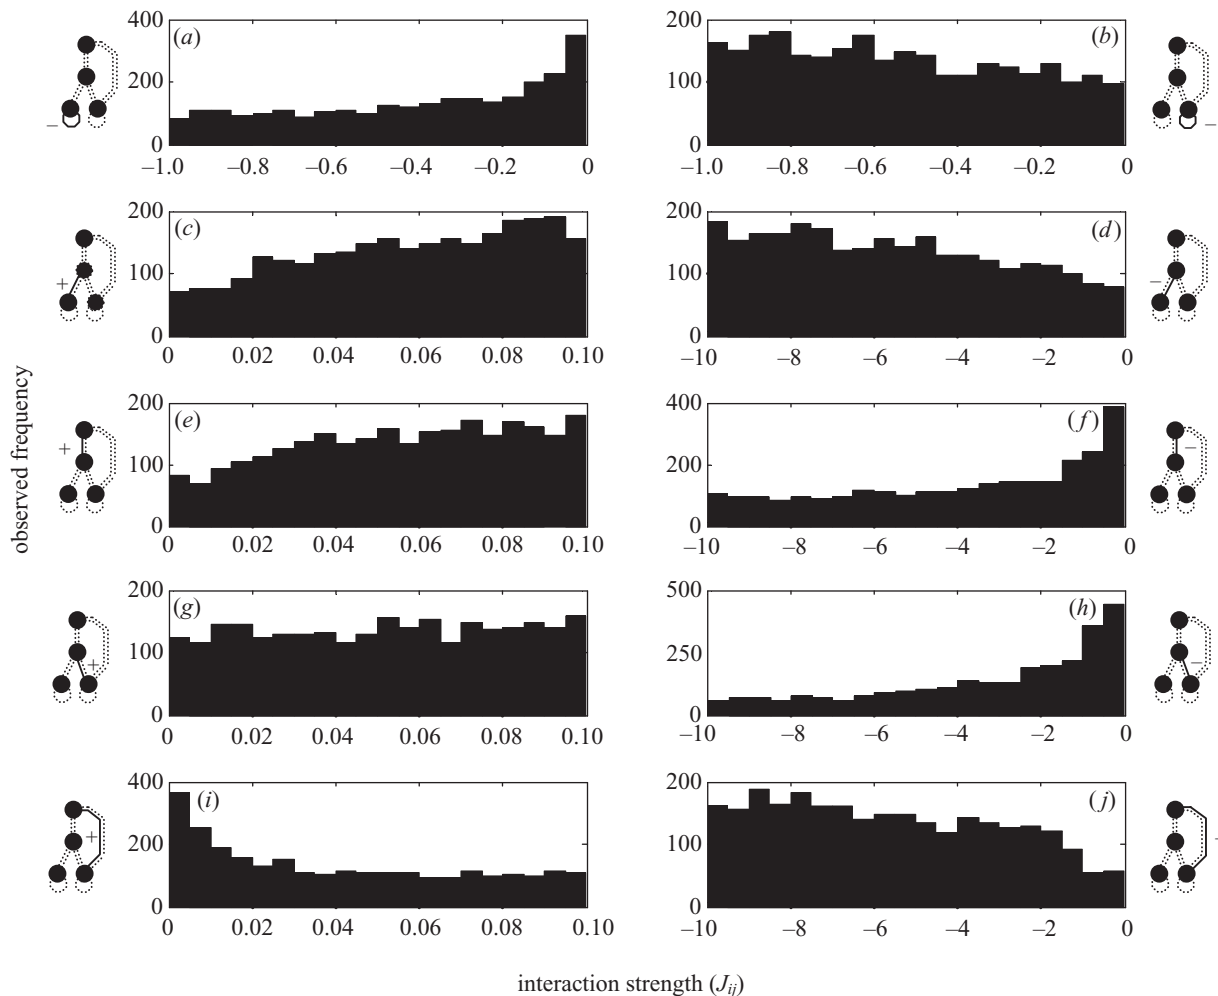 400 (a) 200 (b)
200 100
− 0 0 −
−1.0 −0.8 −0.6 −0.4 −0.2 0 −1.0 −0.8 −0.6 −0.4 −0.2 0
200 (c) 200 (d)
+ 100 − 100
0 0
0 0.02 0.04 0.06 0.08 0.10 −10 −8 −6 −4 −2 0
observed frequency
200 (e) 400 (f)
+ 100 200 −
0 0
0 0.02 0.04 0.06 0.08 0.10 −10 −8 −6 −4 −2 0
200 (g) 500 (h)
+ 100 250 −
0 0
0 0.02 0.04 0.06 0.08 0.10 −10 −8 −6 −4 −2 0
400 (i) 200 (j)
+ 200 100 -
0 0
0 0.02 0.04 0.06 0.08 0.10 −10 −8 −6 −4 −2 0
interaction strength (Jij)